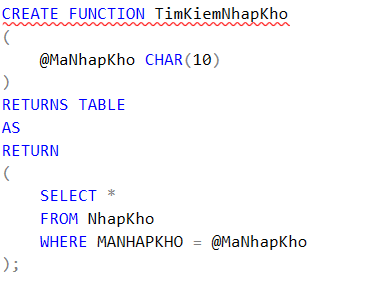 CREATE FUNCTION TimKiemNhapKho
(
    @MaNhapKho CHAR(10)
)
RETURNS TABLE
AS
RETURN
(
    SELECT *
    FROM NhapKho
    WHERE MANHAPKHO = @MaNhapKho
);